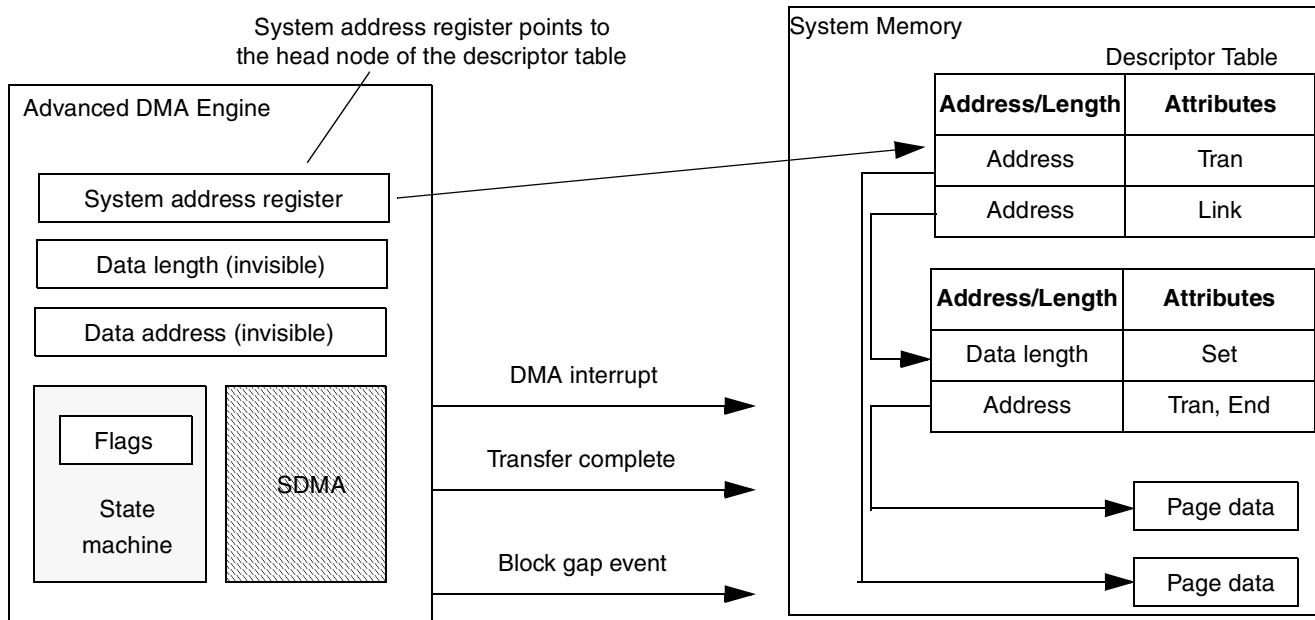 System address register points to
the head node of the descriptor table
Advanced DMA Engine
System address register
Data length (invisible)
Data address (invisible)
Flags
State
machine
SDMA
DMA interrupt
Transfer complete
Block gap event
System Memory
Descriptor Table
Address/Length Attributes
Address Tran
Address Link
Address/Length Attributes
Data length Set
Address Tran, End
Page data
Page data